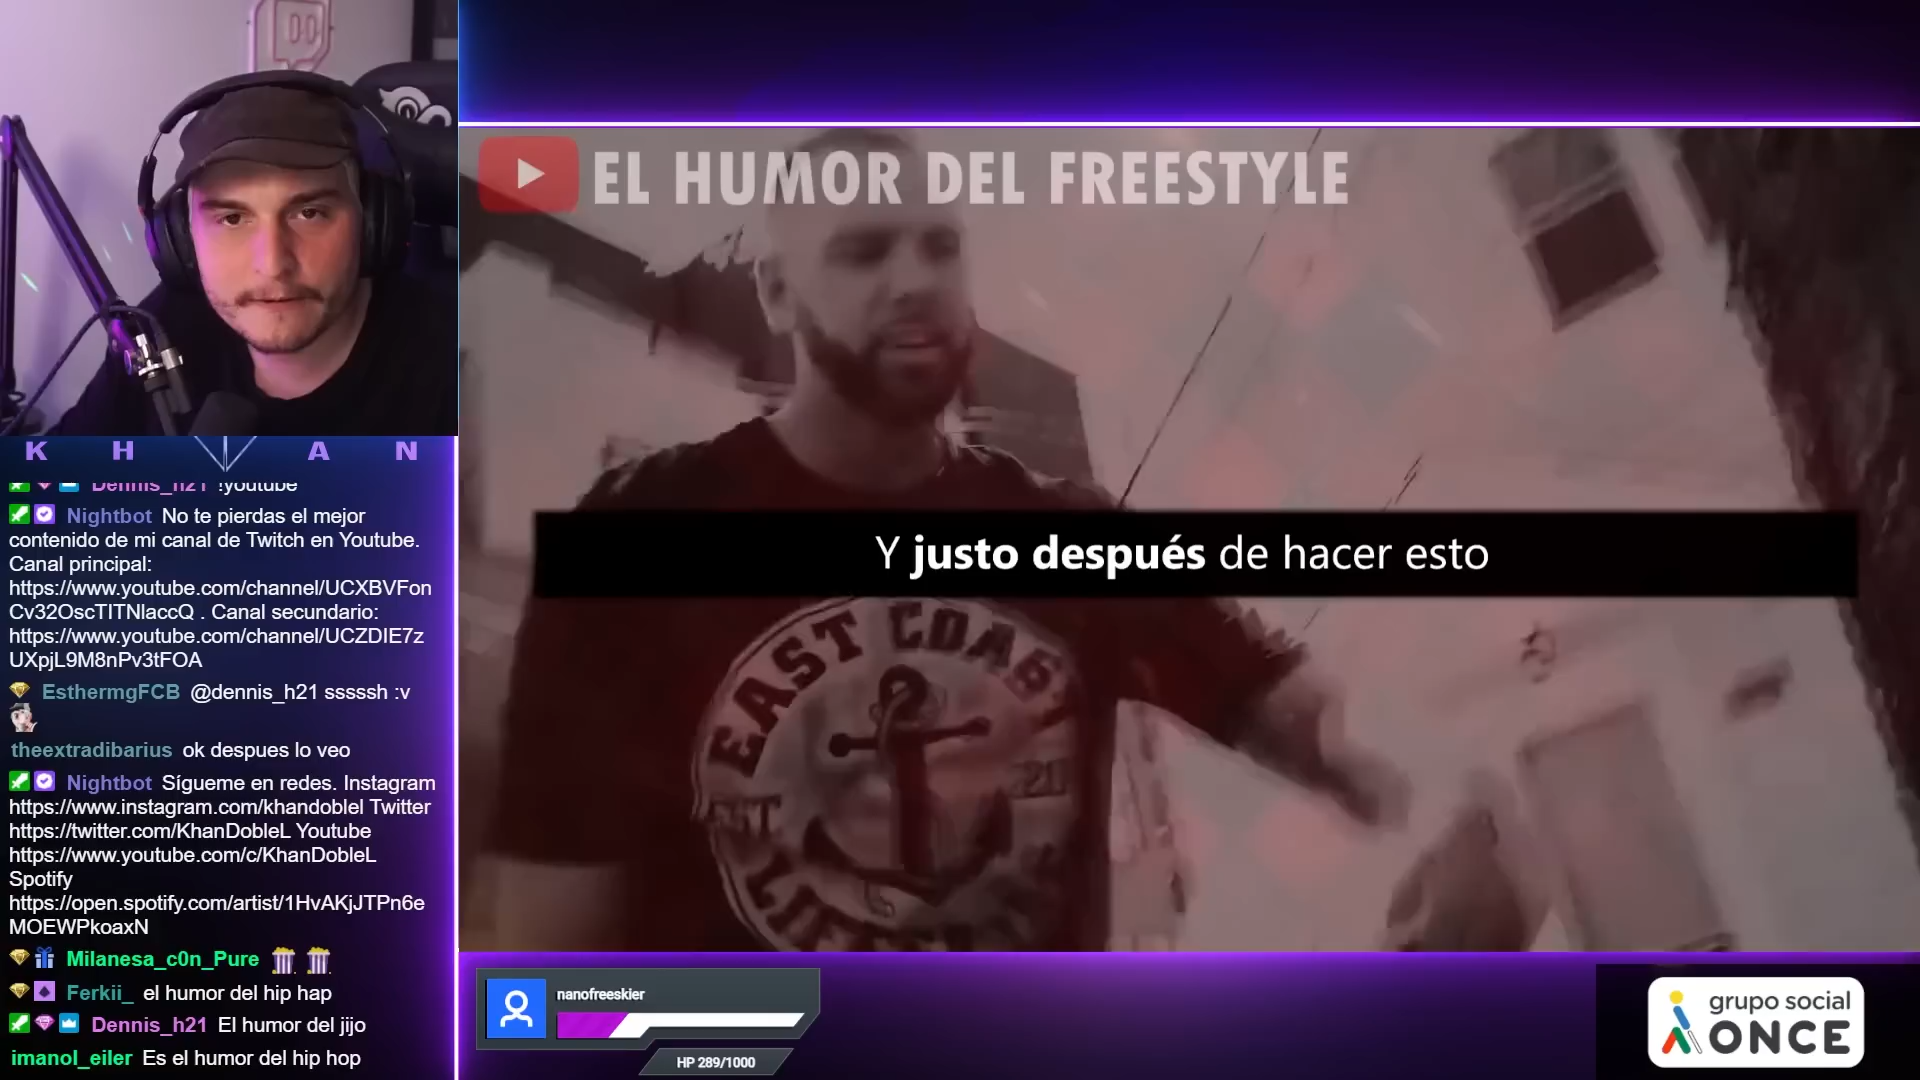 K H A N
Dennis_h21 !youtube
Nightbot No te pierdas el mejor
contenido de mi canal de Twitch en Youtube.
Canal principal:
https://www.youtube.com/channel/UCXBVFon
Cv32OscTITNlaccQ . Canal secundario:
https://www.youtube.com/channel/UCZDIE7z
UXpjL9M8nPv3tFOA
EsthermgFCB @dennis_h21 sssssh :v
theextradibarius ok despues lo veo
Nightbot Sígueme en redes. Instagram
https://www.instagram.com/khandoblel Twitter
https://twitter.com/KhanDobleL Youtube
https://www.youtube.com/c/KhanDobleL
Spotify
https://open.spotify.com/artist/1HvAKjJTPn6e
MOEWPkoaxN
Milanesa_c0n_Pure
Ferkii_ el humor del hip hap
Dennis_h21 El humor del jijo
imanol_eiler Es el humor del hip hop
EL HUMOR DEL FREESTYLE
Y justo después de hacer esto
EAST COAST
nanofreeskier
HP 289/1000
grupo social
ONCE